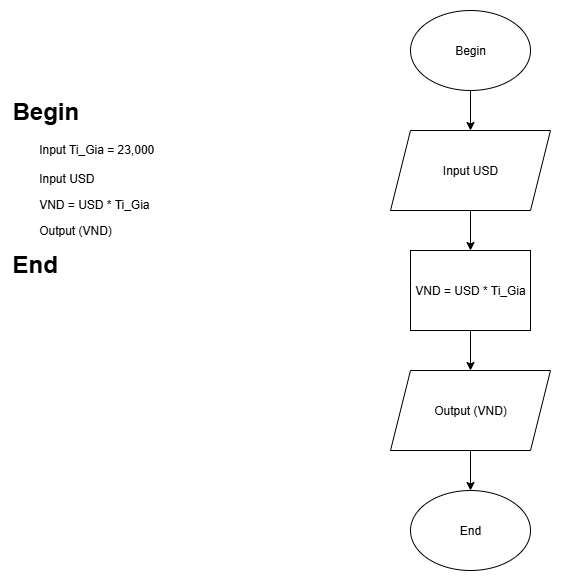 Begin
Input Ti_Gia = 23,000
Input USD
VND = USD * Ti_Gia
Output (VND)
End
Begin
Input USD
VND = USD * Ti_Gia
Output (VND)
End